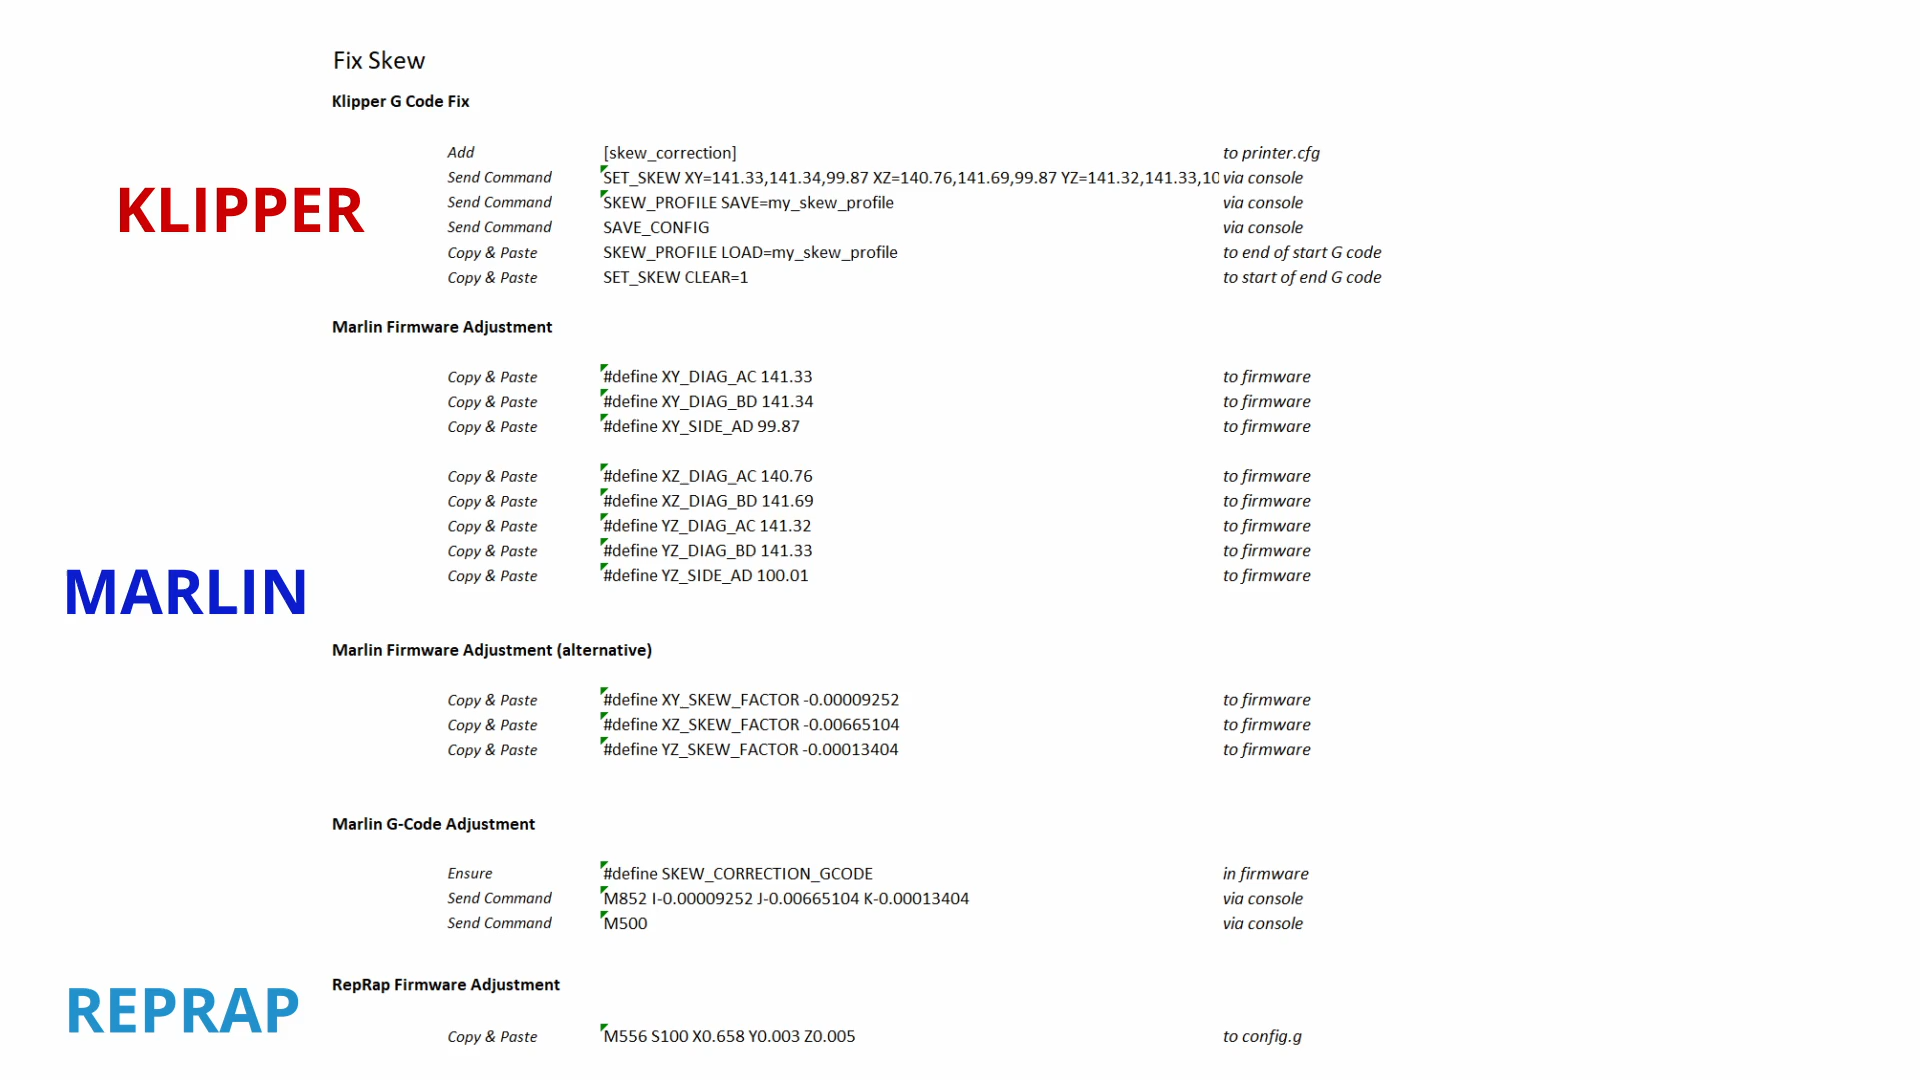 Fix Skew
Klipper G Code Fix
Add [skew_correction] to printer.cfg
Send Command SET_SKEW XY=141.33,141.34,99.87 XZ=140.76,141.69,99.87 YZ=141.32,141.33,10 via console
KLIPPER
Send Command SKEW_PROFILE SAVE=my_skew_profile via console
Send Command SAVE_CONFIG via console
Copy & Paste SKEW_PROFILE LOAD=my_skew_profile to end of start G code
Copy & Paste SET_SKEW CLEAR=1 to start of end G code
Marlin Firmware Adjustment
Copy & Paste #define XY_DIAG_AC 141.33 to firmware
Copy & Paste #define XY_DIAG_BD 141.34 to firmware
Copy & Paste #define XY_SIDE_AD 99.87 to firmware
Copy & Paste #define XZ_DIAG_AC 140.76 to firmware
Copy & Paste #define XZ_DIAG_BD 141.69 to firmware
Copy & Paste #define YZ_DIAG_AC 141.32 to firmware
Copy & Paste #define YZ_DIAG_BD 141.33 to firmware
Copy & Paste #define YZ_SIDE_AD 100.01 to firmware
MARLIN
Marlin Firmware Adjustment (alternative)
Copy & Paste #define XY_SKEW_FACTOR -0.00009252 to firmware
Copy & Paste #define XZ_SKEW_FACTOR -0.00665104 to firmware
Copy & Paste #define YZ_SKEW_FACTOR -0.00013404 to firmware
Marlin G-Code Adjustment
Ensure #define SKEW_CORRECTION_GCODE in firmware
Send Command M852 I-0.00009252 J-0.00665104 K-0.00013404 via console
Send Command M500 via console
RepRap Firmware Adjustment
REPRAP
Copy & Paste M556 S100 X0.658 Y0.003 Z0.005 to config.g